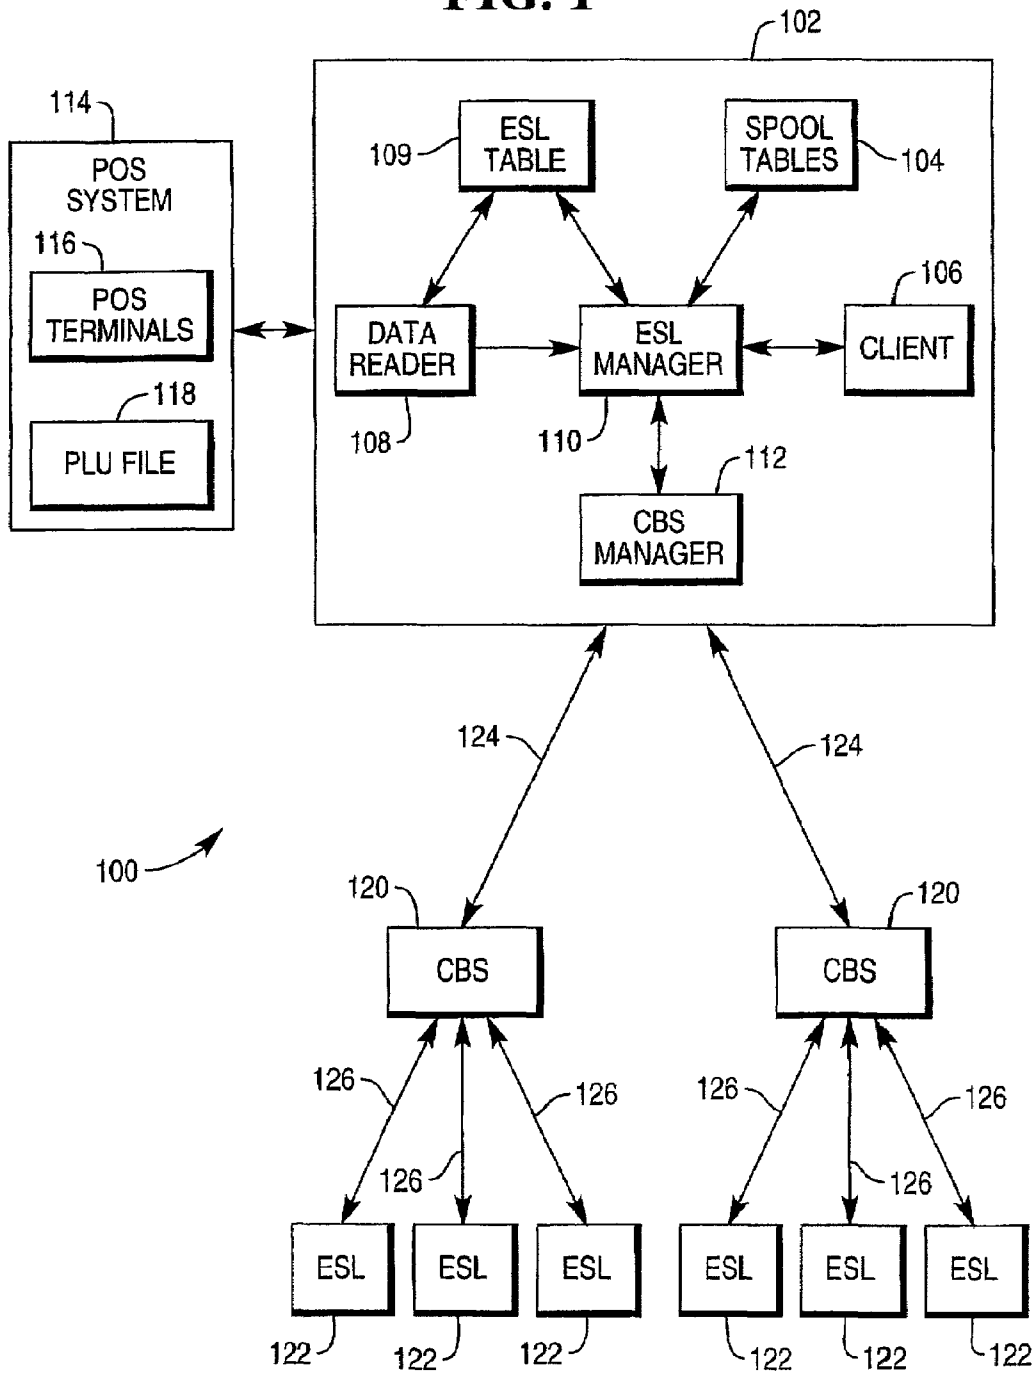 FIG. 1
102
114
POS
SYSTEM
116
POS
TERMINALS
118
PLU FILE
109
ESL
TABLE
SPOOL
TABLES
104
106
DATA
READER
108
ESL
MANAGER
110
CLIENT
112
CBS
MANAGER
124
124
100
120
CBS
120
CBS
126
126
126
126
126
126
ESL
ESL
ESL
ESL
ESL
ESL
122
122
122
122
122
122